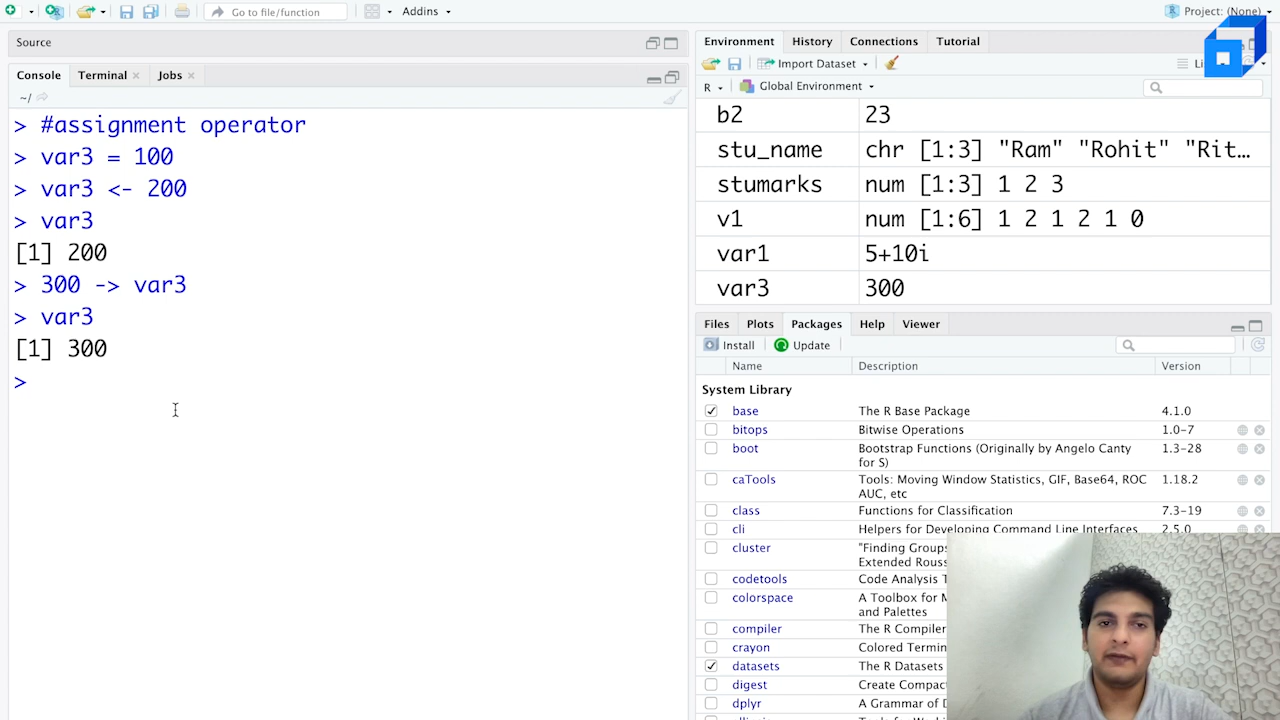 Go to file/function
Addins
Project: (None)
Source
Console
Terminal
Jobs
~/
> #assignment operator
> var3 = 100
> var3 <- 200
> var3
[1] 200
> 300 -> var3
> var3
[1] 300
>
Environment
History
Connections
Tutorial
Import Dataset
R
Global Environment
b2 23
stu_name chr [1:3] "Ram" "Rohit" "Rit…
stumarks num [1:3] 1 2 3
v1 num [1:6] 1 2 1 2 1 0
var1 5+10i
var3 300
Files
Plots
Packages
Help
Viewer
Install
Update
Name Description Version
System Library
base The R Base Package 4.1.0
bitops Bitwise Operations 1.0-7
boot Bootstrap Functions (Originally by Angelo Canty 1.3-28
for S)
caTools Tools: Moving Window Statistics, GIF, Base64, ROC 1.18.2
AUC, etc
class Functions for Classification 7.3-19
cli Helpers for Developing Command Line Interfaces 2.5.0
cluster "Finding Groups
Extended
codetools Code Analysis
colorspace A Toolbox for
and Palettes
compiler The R Compiler
crayon Colored
datasets The R Datasets
digest Create
dplyr A Grammar of